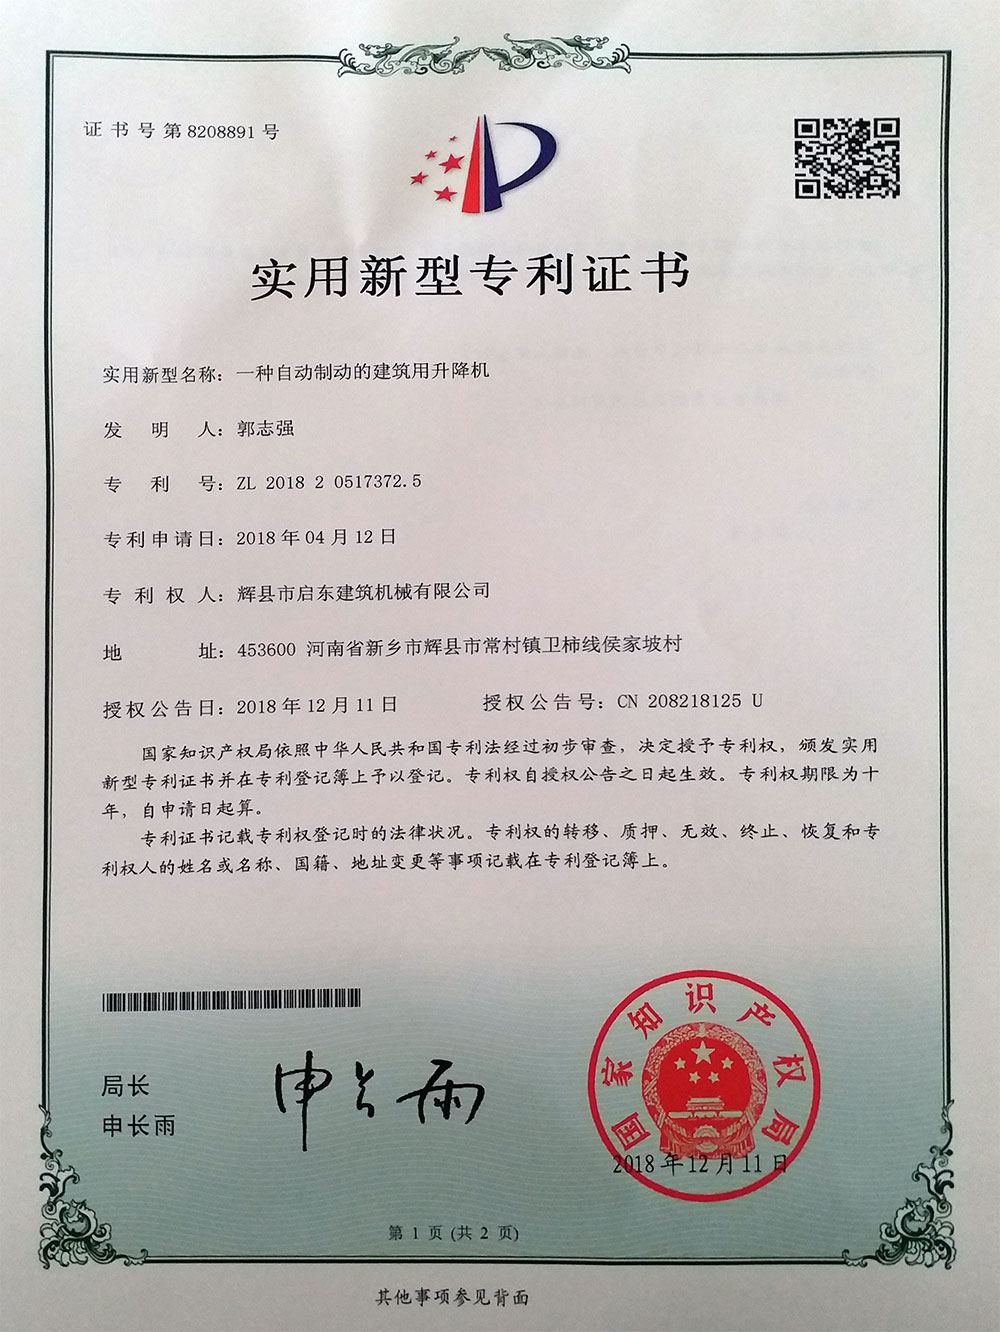 证书号第8208891号
实用新型专利证书
实用新型名称：一种自动制动的建筑用升降机
发明人：郭志强
专利号：ZL 2018 2 0517372.5
专利申请日：2018年04月12日
专利权人：辉县市启东建筑机械有限公司
地址：453600 河南省新乡市辉县市常村镇卫柿线侯家坡村
授权公告日：2018年12月11日 授权公告号：CN 208218125 U
国家知识产权局依照中华人民共和国专利法经过初步审查，决定授予专利权，颁发实用
新型专利证书并在专利登记簿上予以登记。专利权自授权公告之日起生效。专利权期限为十
年，自申请日起算。
专利证书记载专利权登记时的法律状况。专利权的转移、质押、无效、终止、恢复和专
利权人的姓名或名称、国籍、地址变更等事项记载在专利登记簿上。
局长
申长雨
申长雨
国家知识产权局
2018年12月11日
第 1 页 (共 2 页)
其他事项参见背面